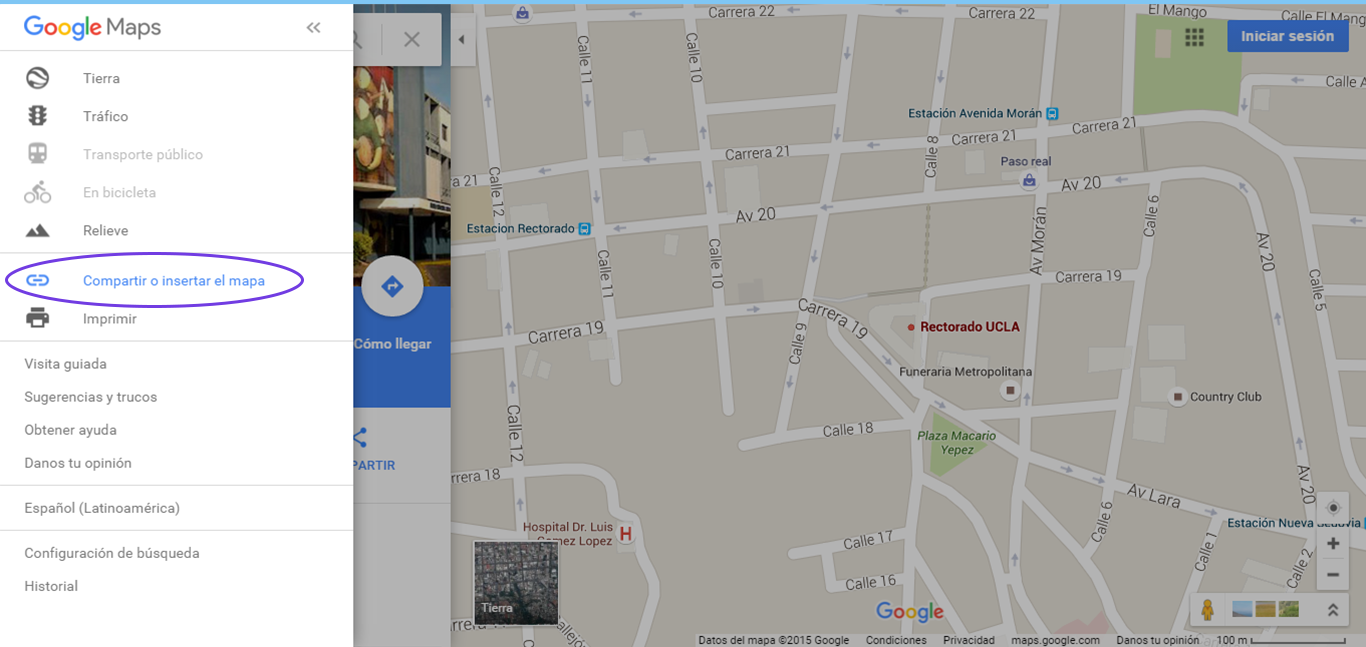 Google Maps
Tierra
Tráfico
Transporte público
En bicicleta
Relieve
Compartir o insertar el mapa
Imprimir
Visita guiada
Sugerencias y trucos
Obtener ayuda
Danos tu opinión
Español (Latinoamérica)
Configuración de búsqueda
Historial
Cómo llegar
PARTIR
Iniciar sesión
Carrera 22
Carrera 22
El Mango
Calle El Mang
Calle A
Calle 11
Calle 10
Estación Avenida Morán
Carrera 21
Carrera 21
Carrera 21
Calle 8
Paso real
ra 21
Calle 12
Av 20
Av 20
Calle 6
Estacion Rectorado
Av Morán
Av 20
Calle 11
Calle 10
Carrera 19
Calle 5
Carrera 19
Carrera 19
Calle 9
Rectorado UCLA
Funeraria Metropolitana
Country Club
Calle 12
Calle 18
Plaza Macario
Yepez
rrera 18
Av 20
Av Lara
Calle 6
Hospital Dr. Luis
Gomez Lopez
H
Estación Nueva Segovia
Calle 17
Calle 1
Calle 2
Calle 16
Tierra
Google
Callejó
Datos del mapa ©2015 Google
Condiciones
Privacidad
maps.google.com
Danos tu opinión
100 m